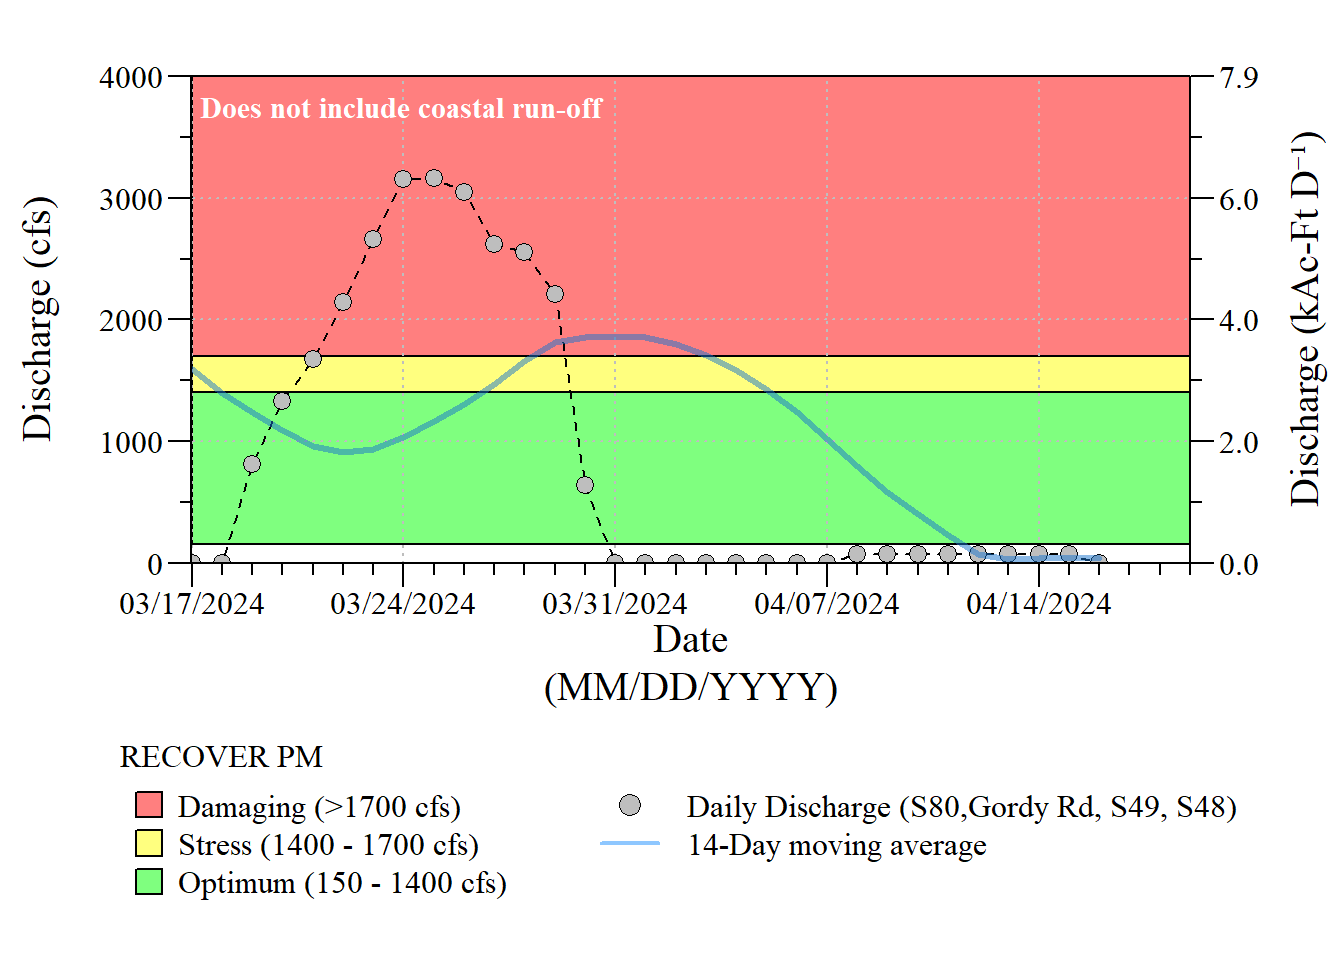 Does not include coastal run-off
Discharge (cfs)
4000
3000
2000
1000
0
7.9
6.0
4.0
2.0
0.0
Discharge (kAc-Ft D⁻¹)
03/17/2024 03/24/2024 03/31/2024 04/07/2024 04/14/2024
Date
(MM/DD/YYYY)
RECOVER PM
Damaging (>1700 cfs)
Stress (1400 - 1700 cfs)
Optimum (150 - 1400 cfs)
Daily Discharge (S80,Gordy Rd, S49, S48)
14-Day moving average